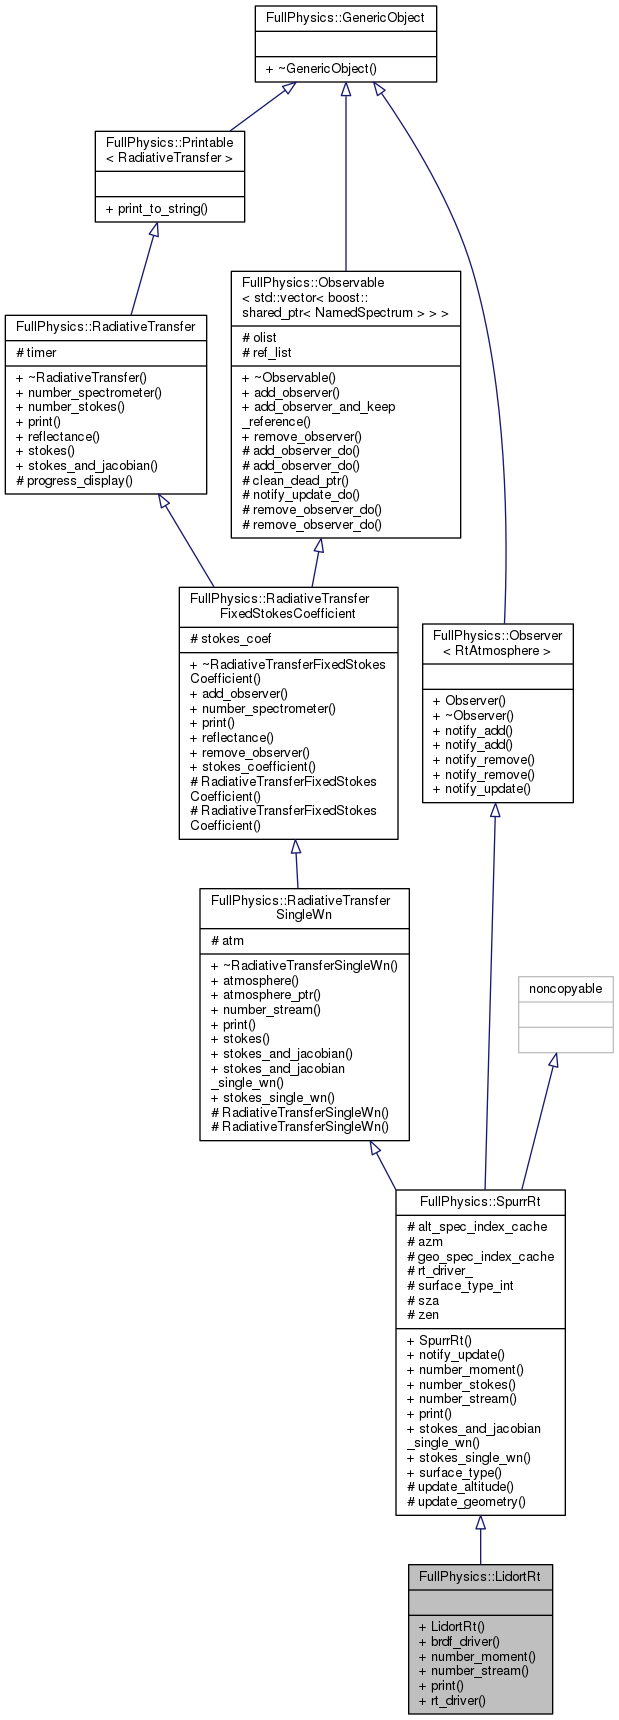 FullPhysics::GenericObject
+ ~GenericObject()
FullPhysics::Printable
< RadiativeTransfer >
+ print_to_string()
FullPhysics::Observable
< std::vector< boost::
shared_ptr< NamedSpectrum > > >
# olist
# ref_list
+ ~Observable()
+ add_observer()
+ add_observer_and_keep
_reference()
+ remove_observer()
# add_observer_do()
# add_observer_do()
# clean_dead_ptr()
# notify_update_do()
# remove_observer_do()
# remove_observer_do()
FullPhysics::RadiativeTransfer
# timer
+ ~RadiativeTransfer()
+ number_spectrometer()
+ number_stokes()
+ print()
+ reflectance()
+ stokes()
+ stokes_and_jacobian()
# progress_display()
FullPhysics::RadiativeTransfer
FixedStokesCoefficient
# stokes_coef
+ ~RadiativeTransferFixedStokes
Coefficient()
+ add_observer()
+ number_spectrometer()
+ print()
+ reflectance()
+ remove_observer()
+ stokes_coefficient()
# RadiativeTransferFixedStokes
Coefficient()
# RadiativeTransferFixedStokes
Coefficient()
FullPhysics::Observer
< RtAtmosphere >
+ Observer()
+ ~Observer()
+ notify_add()
+ notify_add()
+ notify_remove()
+ notify_remove()
+ notify_update()
FullPhysics::RadiativeTransfer
SingleWn
# atm
+ ~RadiativeTransferSingleWn()
+ atmosphere()
+ atmosphere_ptr()
+ number_stream()
+ print()
+ stokes()
+ stokes_and_jacobian()
+ stokes_and_jacobian
_single_wn()
+ stokes_single_wn()
# RadiativeTransferSingleWn()
# RadiativeTransferSingleWn()
noncopyable
FullPhysics::SpurrRt
# alt_spec_index_cache
# azm
# geo_spec_index_cache
# rt_driver_
# surface_type_int
# sza
# zen
+ SpurrRt()
+ notify_update()
+ number_moment()
+ number_stokes()
+ number_stream()
+ print()
+ stokes_and_jacobian
_single_wn()
+ stokes_single_wn()
+ surface_type()
# update_altitude()
# update_geometry()
FullPhysics::LidortRt
+ LidortRt()
+ brdf_driver()
+ number_moment()
+ number_stream()
+ print()
+ rt_driver()